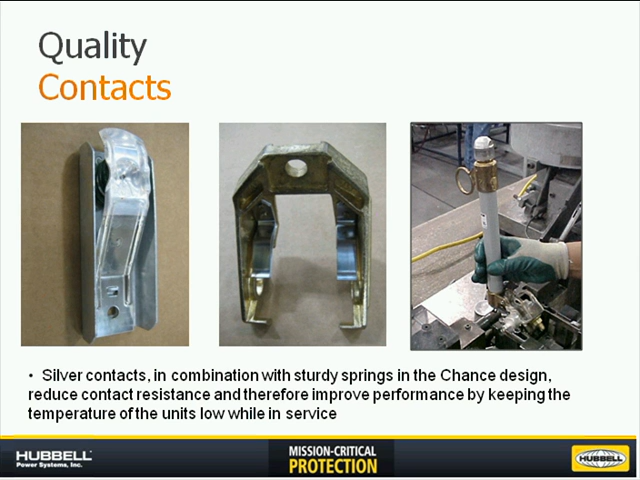 Quality
Contacts
• Silver contacts, in combination with sturdy springs in the Chance design,
reduce contact resistance and therefore improve performance by keeping the
temperature of the units low while in service
HUBBELL
Power Systems, Inc.
MISSION-CRITICAL
PROTECTION
HUBBELL